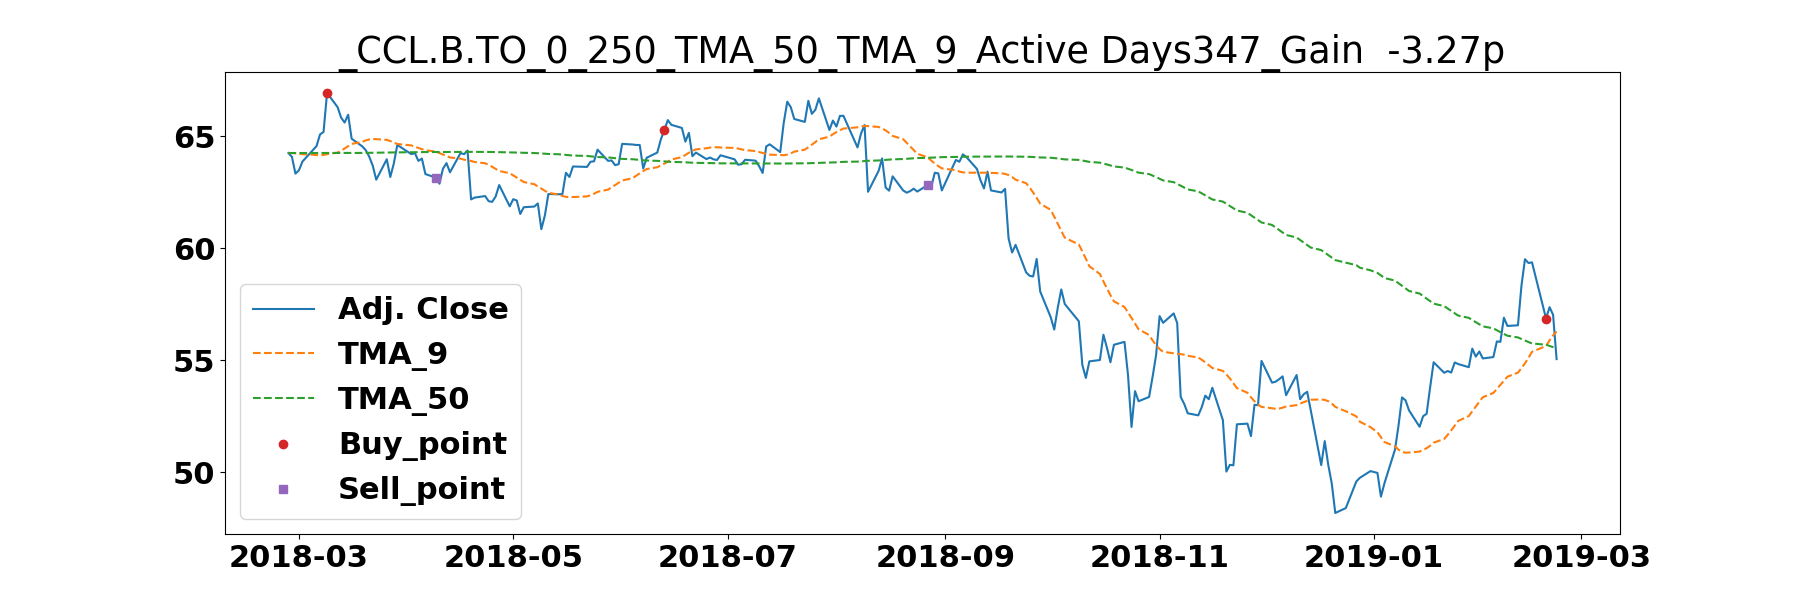 _CCL.B.TO_0_250_TMA_50_TMA_9_Active Days347_Gain  -3.27p
65
60
55
50
Adj. Close
TMA_9
TMA_50
Buy_point
Sell_point
2018-03
2018-05
2018-07
2018-09
2018-11
2019-01
2019-03